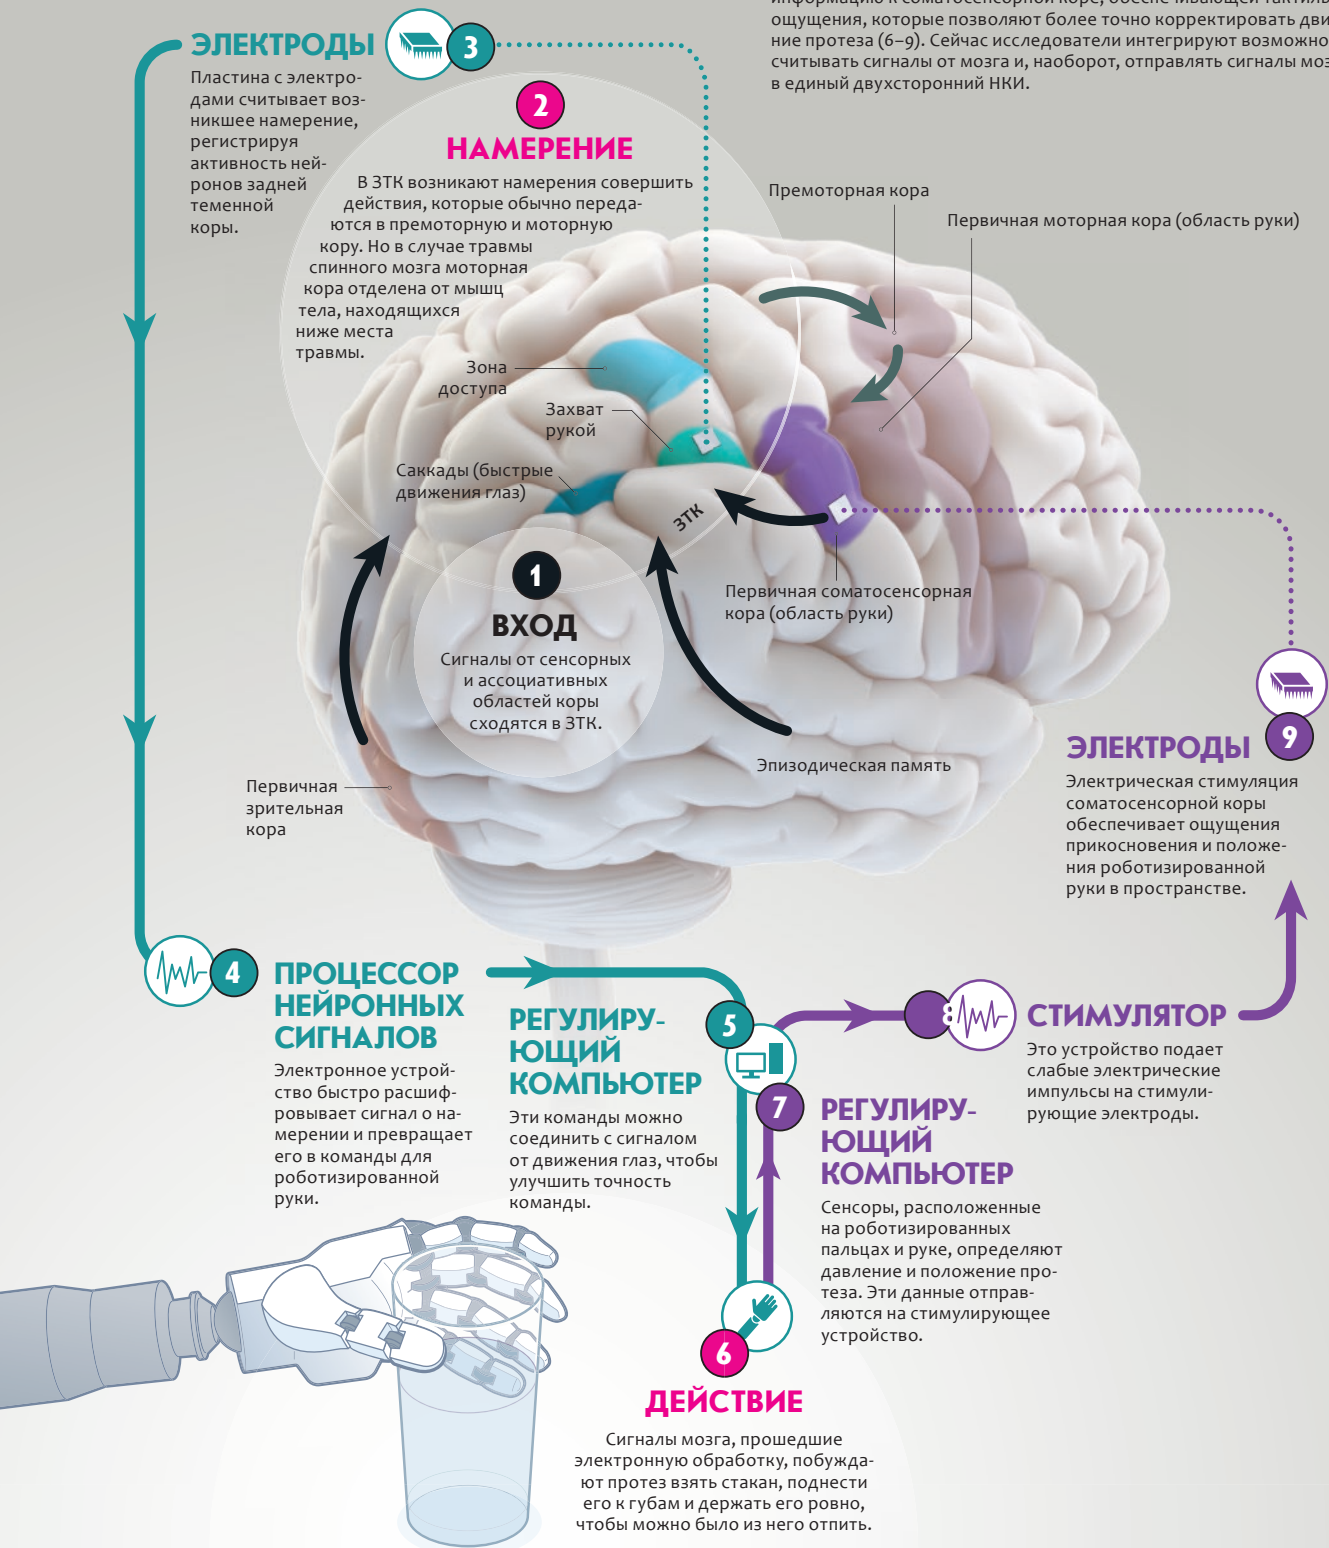 ощущения, которые позволяют более точно корректировать дви
ние протеза (6–9). Сейчас исследователи интегрируют возможно
считывать сигналы от мозга и, наоборот, отправлять сигналы моз
в единый двухсторонний НКИ.
ЭЛЕКТРОДЫ
3
Пластина с электро-
дами считывает воз-
никшее намерение,
регистрируя
активность ней-
ронов задней
теменной
коры.
2
НАМЕРЕНИЕ
В ЗТК возникают намерения совершить
действия, которые обычно переда-
ются в премоторную и моторную
кору. Но в случае травмы
спинного мозга моторная
кора отделена от мышц
тела, находящихся
ниже места
травмы.
Премоторная кора
Первичная моторная кора (область руки)
Зона
доступа
Захват
рукой
Саккады (быстрые
движения глаз)
ЗТК
1
ВХОД
Сигналы от сенсорных
и ассоциативных
областей коры
сходятся в ЗТК.
Первичная соматосенсорная
кора (область руки)
Эпизодическая память
Первичная
зрительная
кора
ЭЛЕКТРОДЫ
9
Электрическая стимуляция
соматосенсорной коры
обеспечивает ощущения
прикосновения и положе-
ния роботизированной
руки в пространстве.
4
ПРОЦЕССОР
НЕЙРОННЫХ
СИГНАЛОВ
Электронное устрой-
ство быстро расшиф-
ровывает сигнал о на-
мерении и превращает
его в команды для
роботизированной
руки.
5
РЕГУЛИРУ-
ЮЩИЙ
КОМПЬЮТЕР
Эти команды можно
соединить с сигналом
от движения глаз, чтобы
улучшить точность
команды.
6
ДЕЙСТВИЕ
Сигналы мозга, прошедшие
электронную обработку, побужда-
ют протез взять стакан, поднести
его к губам и держать его ровно,
чтобы можно было из него отпить.
7
РЕГУЛИРУ-
ЮЩИЙ
КОМПЬЮТЕР
Сенсоры, расположенные
на роботизированных
пальцах и руке, определяют
давление и положение про-
теза. Эти данные отправ-
ляются на стимулирующее
устройство.
8
СТИМУЛЯТОР
Это устройство подает
слабые электрические
импульсы на стимули-
рующие электроды.